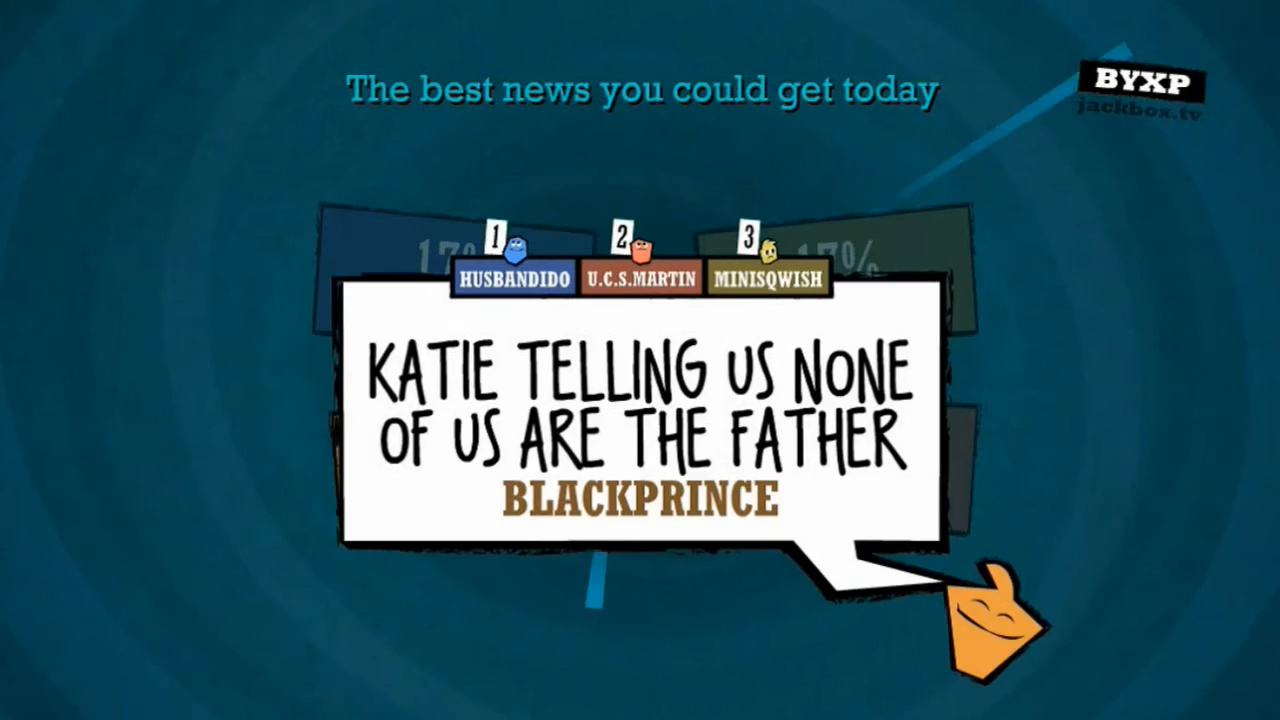 The best news you could get today
BYXP
jackbox.tv
1 2 3
HUSBANDIDO U.C.S.MARTIN MINISQWISH
17%
KATIE TELLING US NONE
OF US ARE THE FATHER
BLACKPRINCE